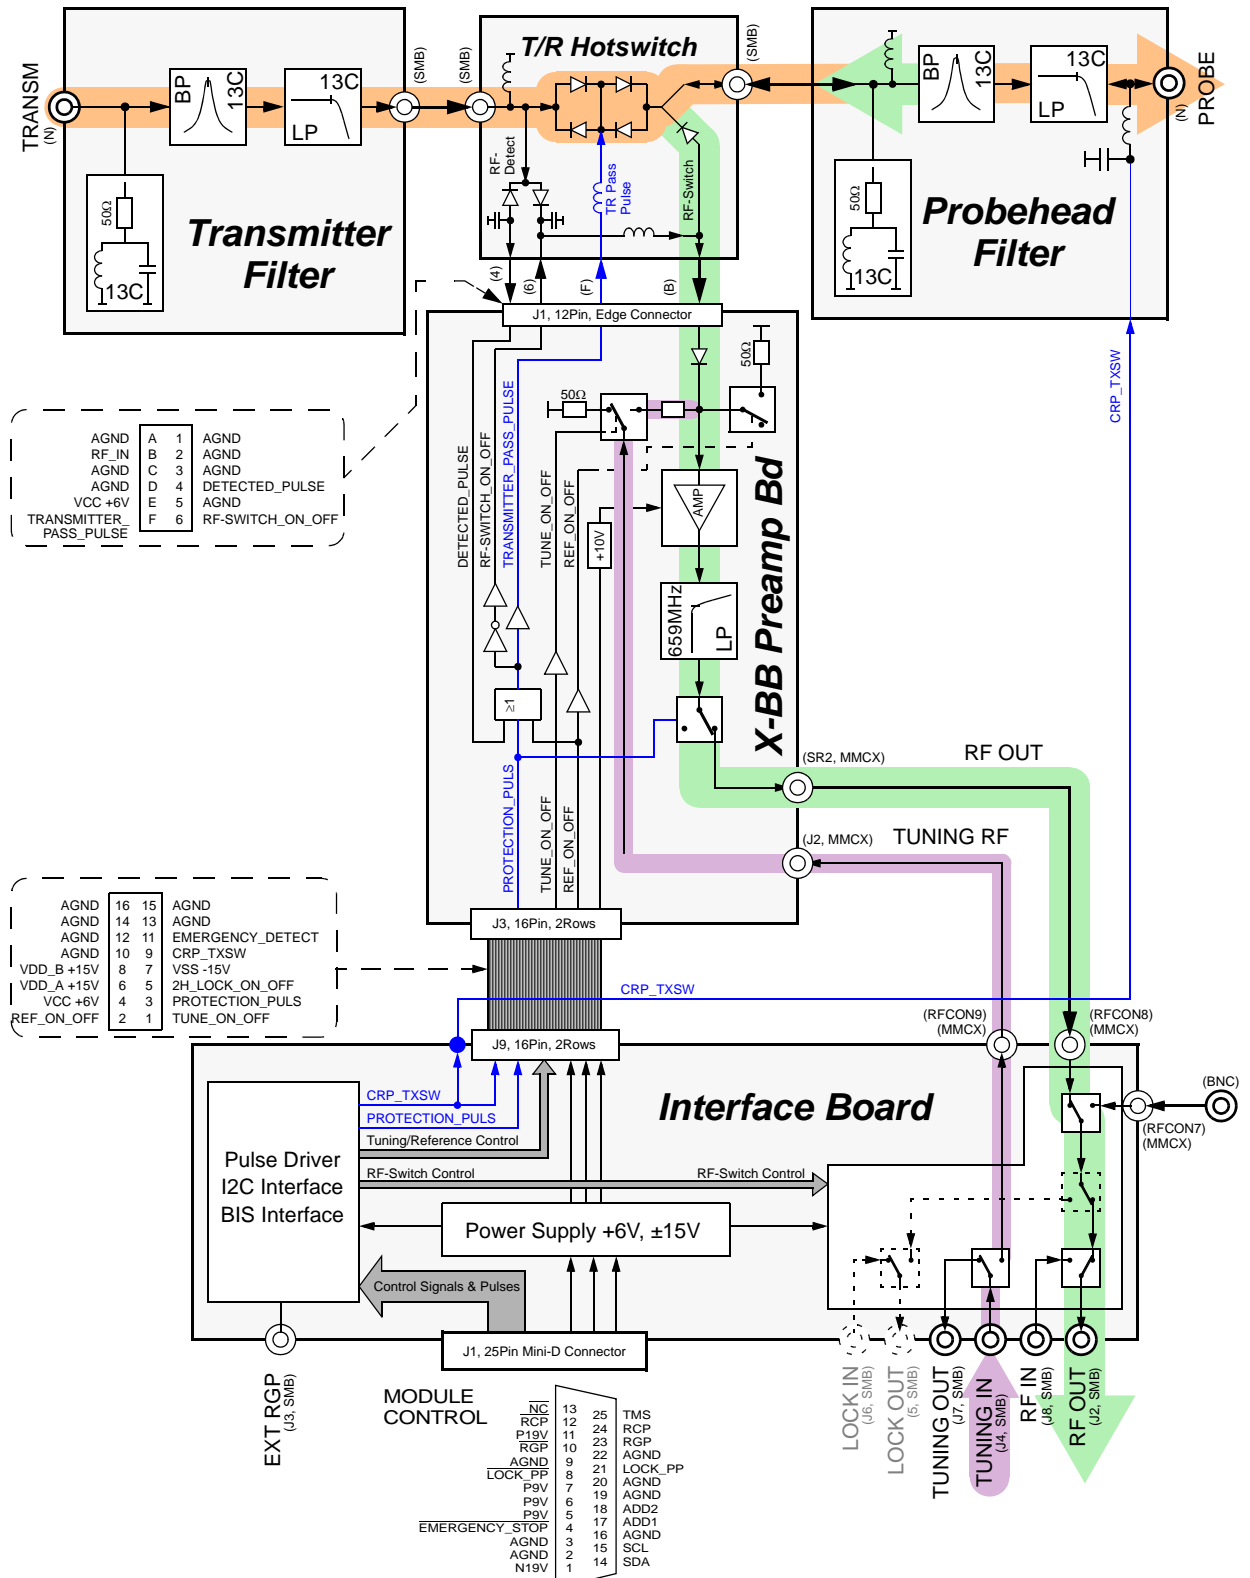 TRANSM
(N)
BP
13C
13C
LP
(SMB)
50Ω
13C
Transmitter
Filter
(SMB)
T/R Hotswitch
(SMB)
RF-
Detect
TR Pass
Pulse
RF-Switch
(4)
(6)
(F)
(B)
BP
13C
13C
LP
(N)
PROBE
50Ω
13C
Probehead
Filter
CRP_TXSW
J1, 12Pin, Edge Connector
50Ω
50Ω
DETECTED_PULSE
RF-SWITCH_ON_OFF
TRANSMITTER_PASS_PULSE
TUNE_ON_OFF
REF_ON_OFF
+10V
AMP
659MHz
LP
≥1
X-BB Preamp Bd
PROTECTION_PULS
TUNE_ON_OFF
REF_ON_OFF
(SR2, MMCX)
RF OUT
(J2, MMCX)
TUNING RF
J3, 16Pin, 2Rows
AGND A 1 AGND
RF_IN B 2 AGND
AGND C 3 AGND
AGND D 4 DETECTED_PULSE
VCC +6V E 5 AGND
TRANSMITTER_ F 6 RF-SWITCH_ON_OFF
PASS_PULSE
AGND 16 15 AGND
AGND 14 13 AGND
AGND 12 11 EMERGENCY_DETECT
AGND 10 9 CRP_TXSW
VDD_B +15V 8 7 VSS -15V
VDD_A +15V 6 5 2H_LOCK_ON_OFF
VCC +6V 4 3 PROTECTION_PULS
REF_ON_OFF 2 1 TUNE_ON_OFF
CRP_TXSW
J9, 16Pin, 2Rows
(RFCON9)
(MMCX)
(RFCON8)
(MMCX)
(BNC)
(RFCON7)
(MMCX)
CRP_TXSW
PROTECTION_PULS
Tuning/Reference Control
RF-Switch Control
RF-Switch Control
Interface Board
Pulse Driver
I2C Interface
BIS Interface
Power Supply +6V, ±15V
Control Signals & Pulses
J1, 25Pin Mini-D Connector
EXT RGP
(J3, SMB)
LOCK IN
(J6, SMB)
LOCK OUT
(5, SMB)
TUNING OUT
(J7, SMB)
TUNING IN
(J4, SMB)
RF IN
(J8, SMB)
RF OUT
(J2, SMB)
MODULE
CONTROL
NC 13
RCP 12
P19V 11
RGP 10
AGND 9
LOCK_PP 8
P9V 7
P9V 6
P9V 5
EMERGENCY_STOP 4
AGND 3
AGND 2
N19V 1
25 TMS
24 RCP
23 RGP
22 AGND
21 LOCK_PP
20 AGND
19 AGND
18 ADD2
17 ADD1
16 AGND
15 SCL
14 SDA